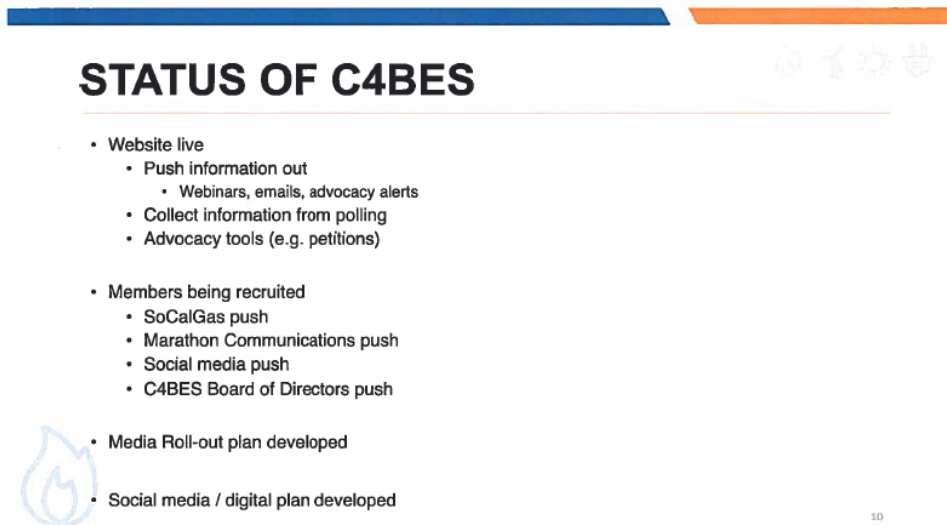 STATUS OF C4BES
• Website live
• Push information out
• Webinars, emails, advocacy alerts
• Collect information from polling
• Advocacy tools (e.g. petitions)
• Members being recruited
• SoCalGas push
• Marathon Communications push
• Social media push
• C4BES Board of Directors push
• Media Roll-out plan developed
• Social media / digital plan developed
10